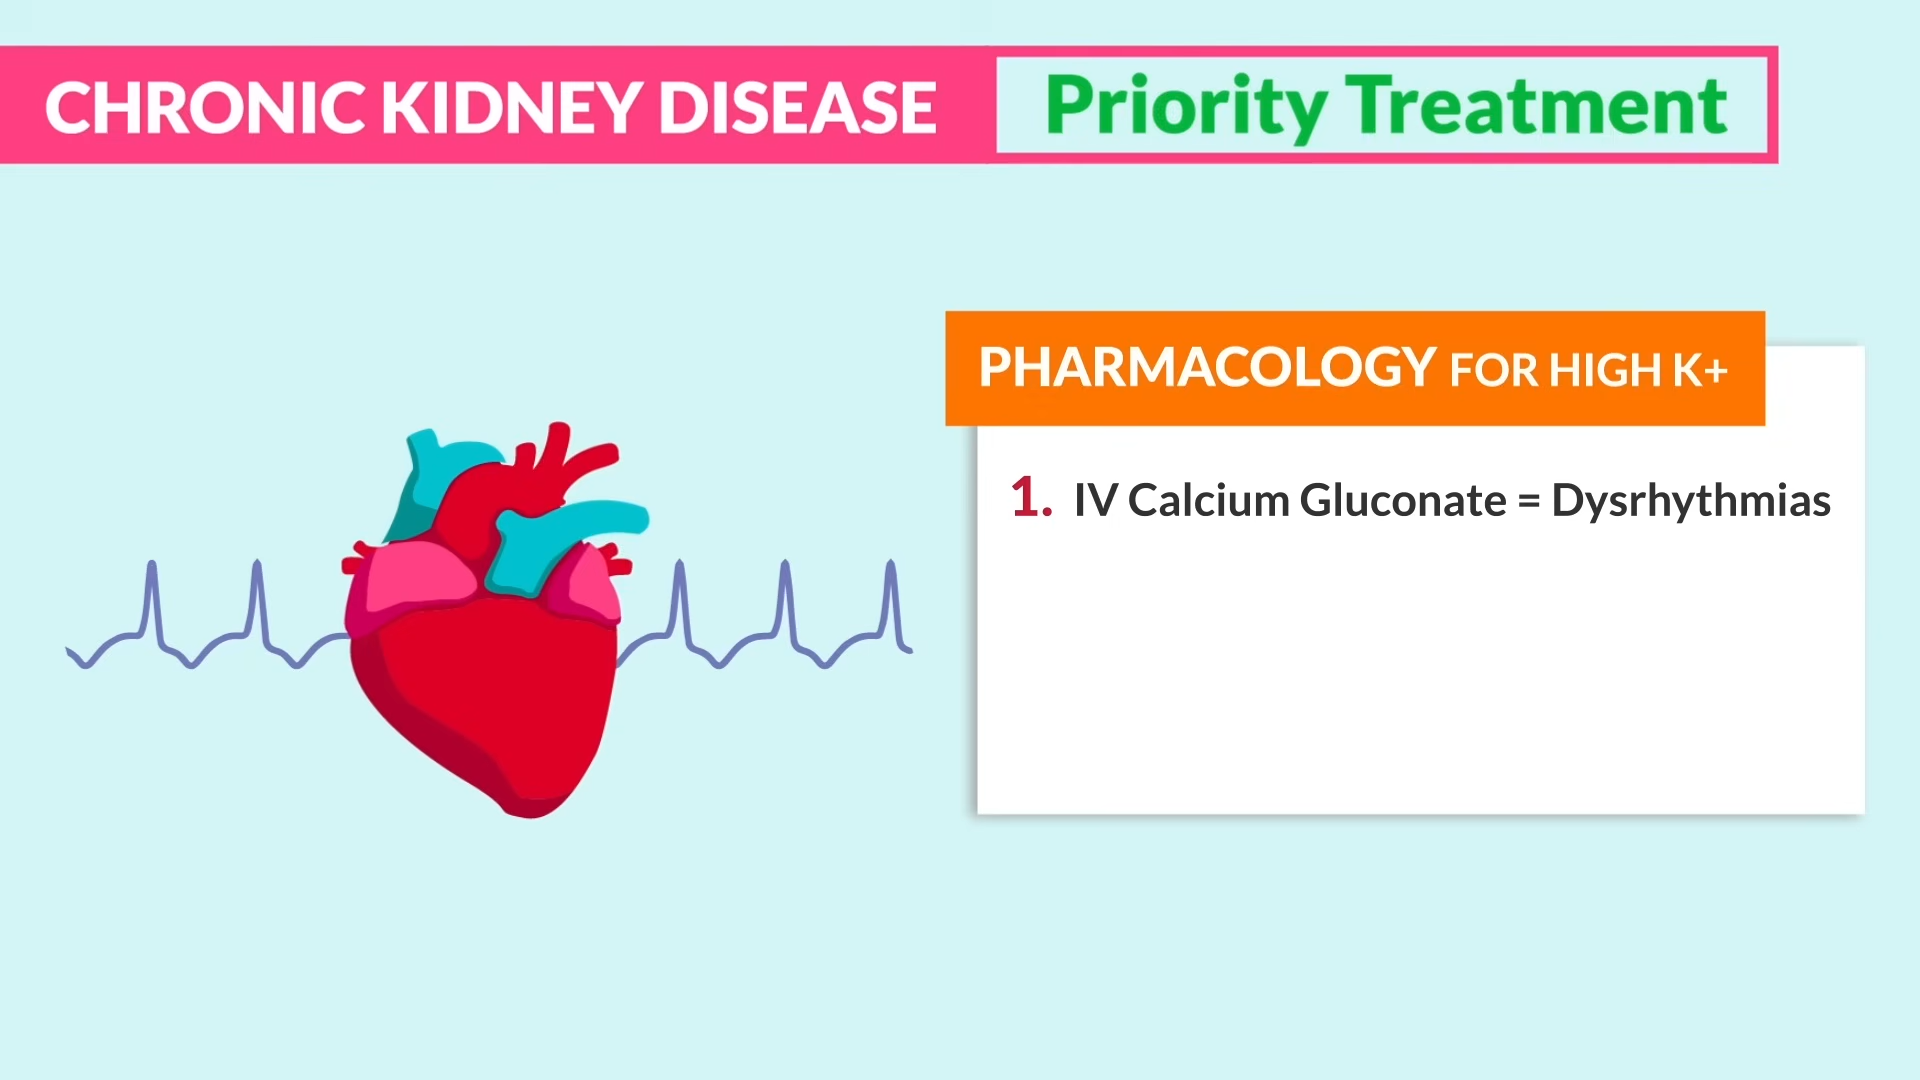 CHRONIC KIDNEY DISEASE Priority Treatment
PHARMACOLOGY FOR HIGH K+
1. IV Calcium Gluconate = Dysrhythmias